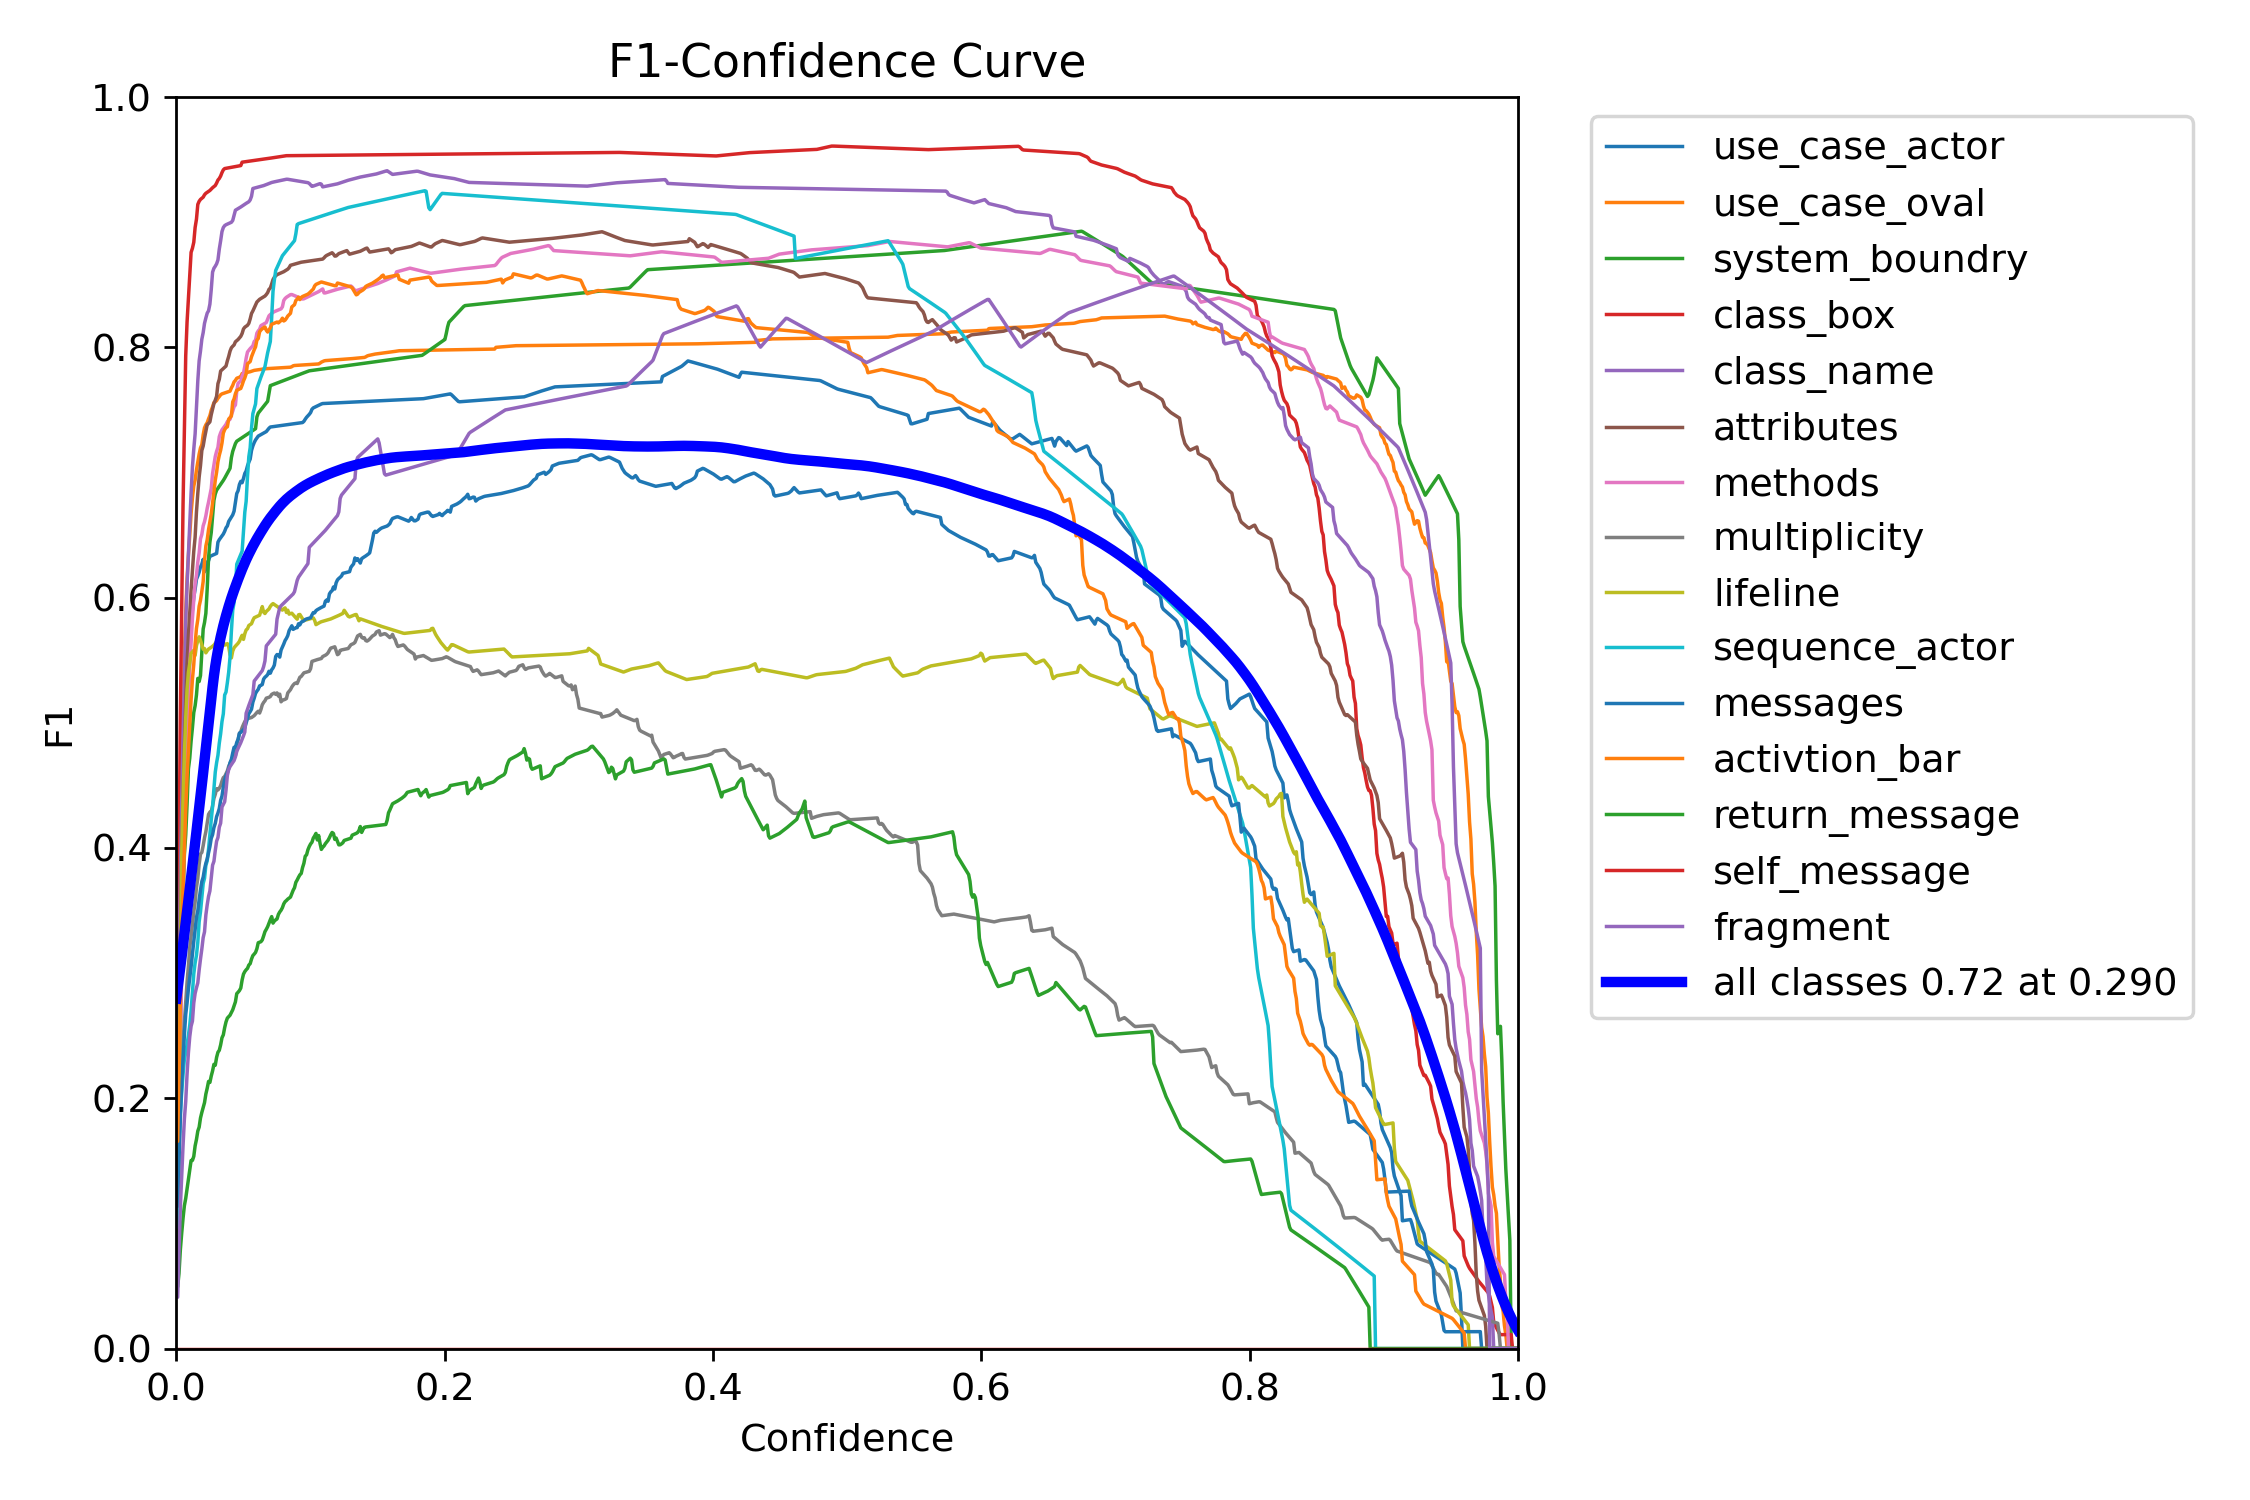 F1-Confidence Curve
1.0
0.8
0.6
0.4
0.2
0.0
F1
0.0 0.2 0.4 0.6 0.8 1.0
Confidence
use_case_actor
use_case_oval
system_boundry
class_box
class_name
attributes
methods
multiplicity
lifeline
sequence_actor
messages
activtion_bar
return_message
self_message
fragment
all classes 0.72 at 0.290